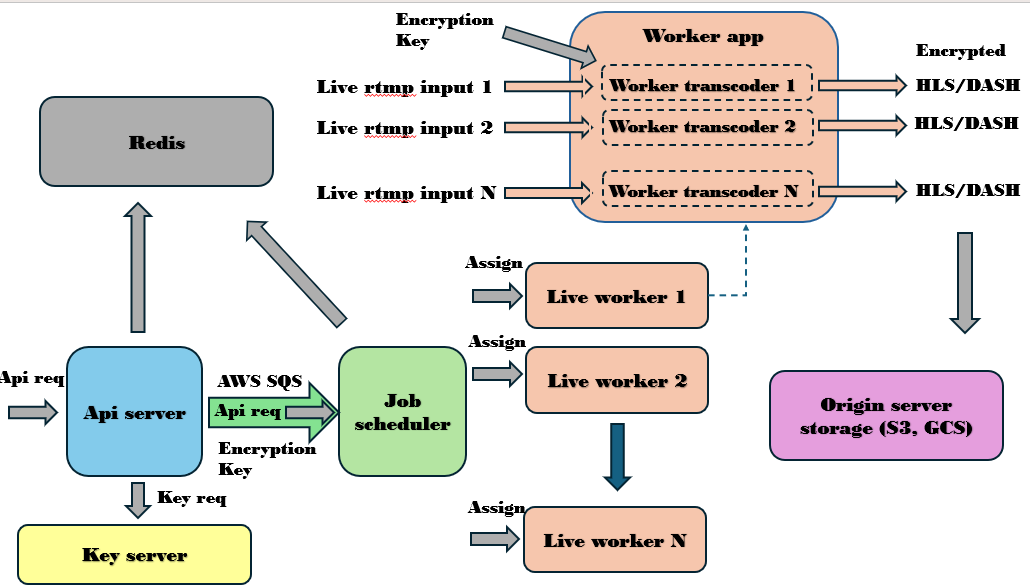 Encryption
Key
Worker app
Encrypted
Live rtmp input 1
Worker transcoder 1
HLS/DASH
Live rtmp input 2
Worker transcoder 2
HLS/DASH
Live rtmp input N
Worker transcoder N
HLS/DASH
Redis
Assign
Live worker 1
Assign
Live worker 2
Api req
Api server
AWS SQS
Api req
Encryption
Key
Job
scheduler
Origin server
storage (S3, GCS)
Key req
Key server
Assign
Live worker N